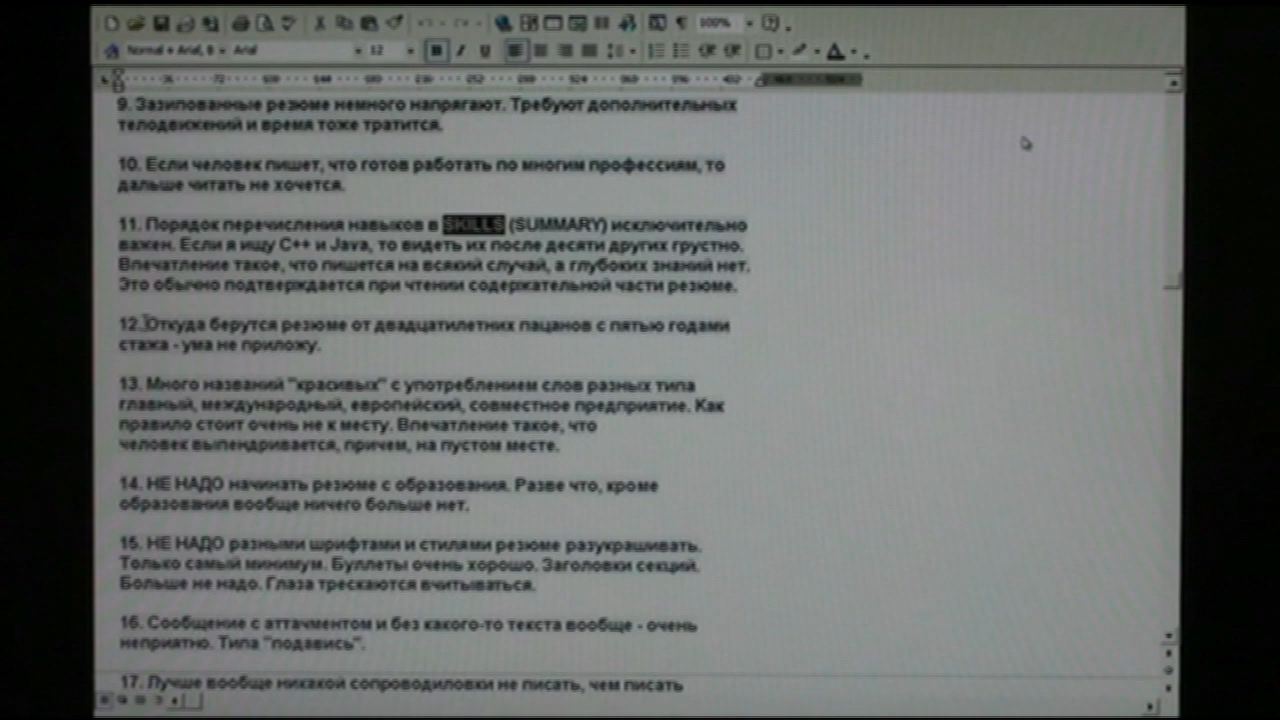 Normal + Arial, 8
Arial
12
100%
9. Зазипованные резюме немного напрягают. Требуют дополнительных
телодвижений и время тоже тратится.
10. Если человек пишет, что готов работать по многим профессиям, то
дальше читать не хочется.
11. Порядок перечисления навыков в SKILLS (SUMMARY) исключительно
важен. Если я ищу C++ и Java, то видеть их после десяти других грустно.
Впечатление такое, что пишется на всякий случай, а глубоких знаний нет.
Это обычно подтверждается при чтении содержательной части резюме.
12. Откуда берутся резюме от двадцатилетних пацанов с пятью годами
стажа - ума не приложу.
13. Много названий "красивых" с употреблением слов разных типа
главный, международный, европейский, совместное предприятие. Как
правило стоит очень не к месту. Впечатление такое, что
человек выпендривается, причем, на пустом месте.
14. НЕ НАДО начинать резюме с образования. Разве что, кроме
образования вообще ничего больше нет.
15. НЕ НАДО разными шрифтами и стилями резюме разукрашивать.
Только самый минимум. Буллеты очень хорошо. Заголовки секций.
Больше не надо. Глаза трескаются вчитываться.
16. Сообщение с аттачментом и без какого-то текста вообще - очень
неприятно. Типа "подавись".
17. Лучше вообще никакой сопроводиловки не писать, чем писать